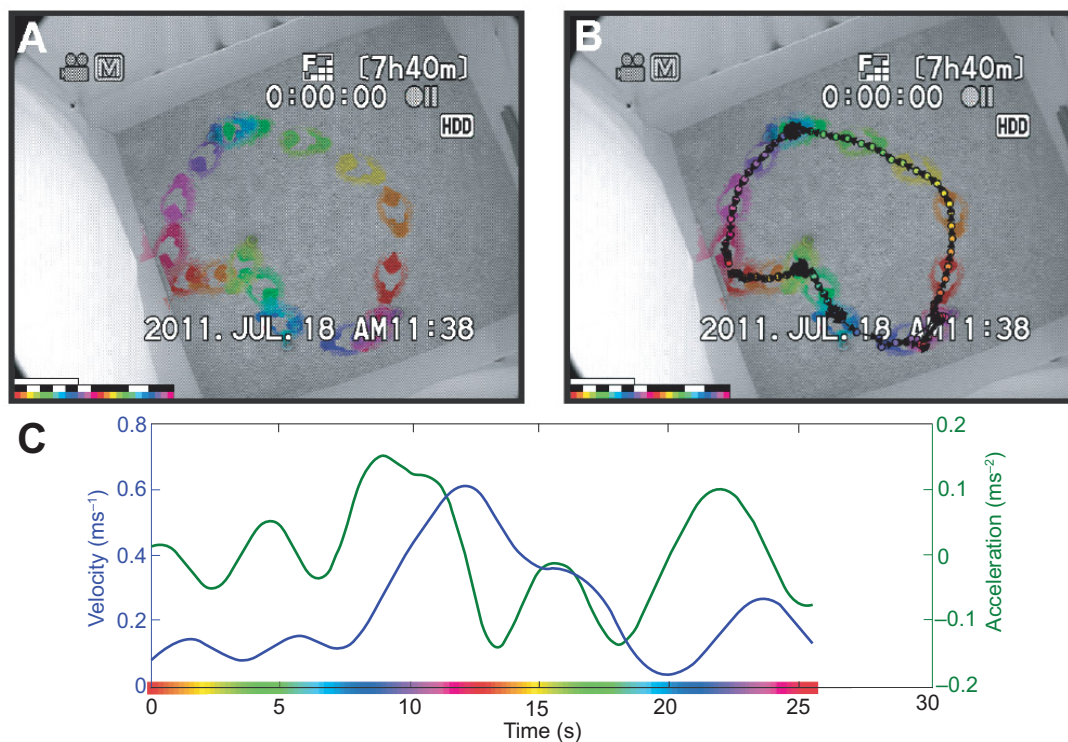 A
M
F
[7h40m]
0:00:00
HDD
2011. JUL. 18 AM11:38
B
M
F
[7h40m]
0:00:00
HDD
2011. JUL. 18 AM11:38
C
0.8
0.6
0.4
0.2
0
Velocity (ms⁻¹)
0.2
0.1
0
–0.1
–0.2
Acceleration (ms⁻²)
0 5 10 15 20 25 30
Time (s)